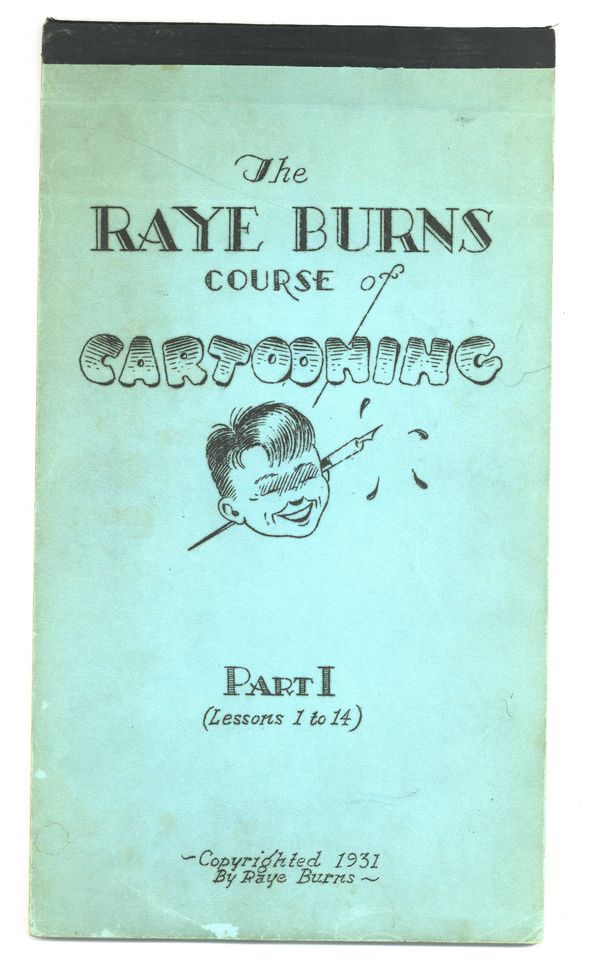 The
RAYE BURNS
COURSE of
CARTOONING
PART I
(Lessons 1 to 14)
~Copyrighted 1931
By Raye Burns~